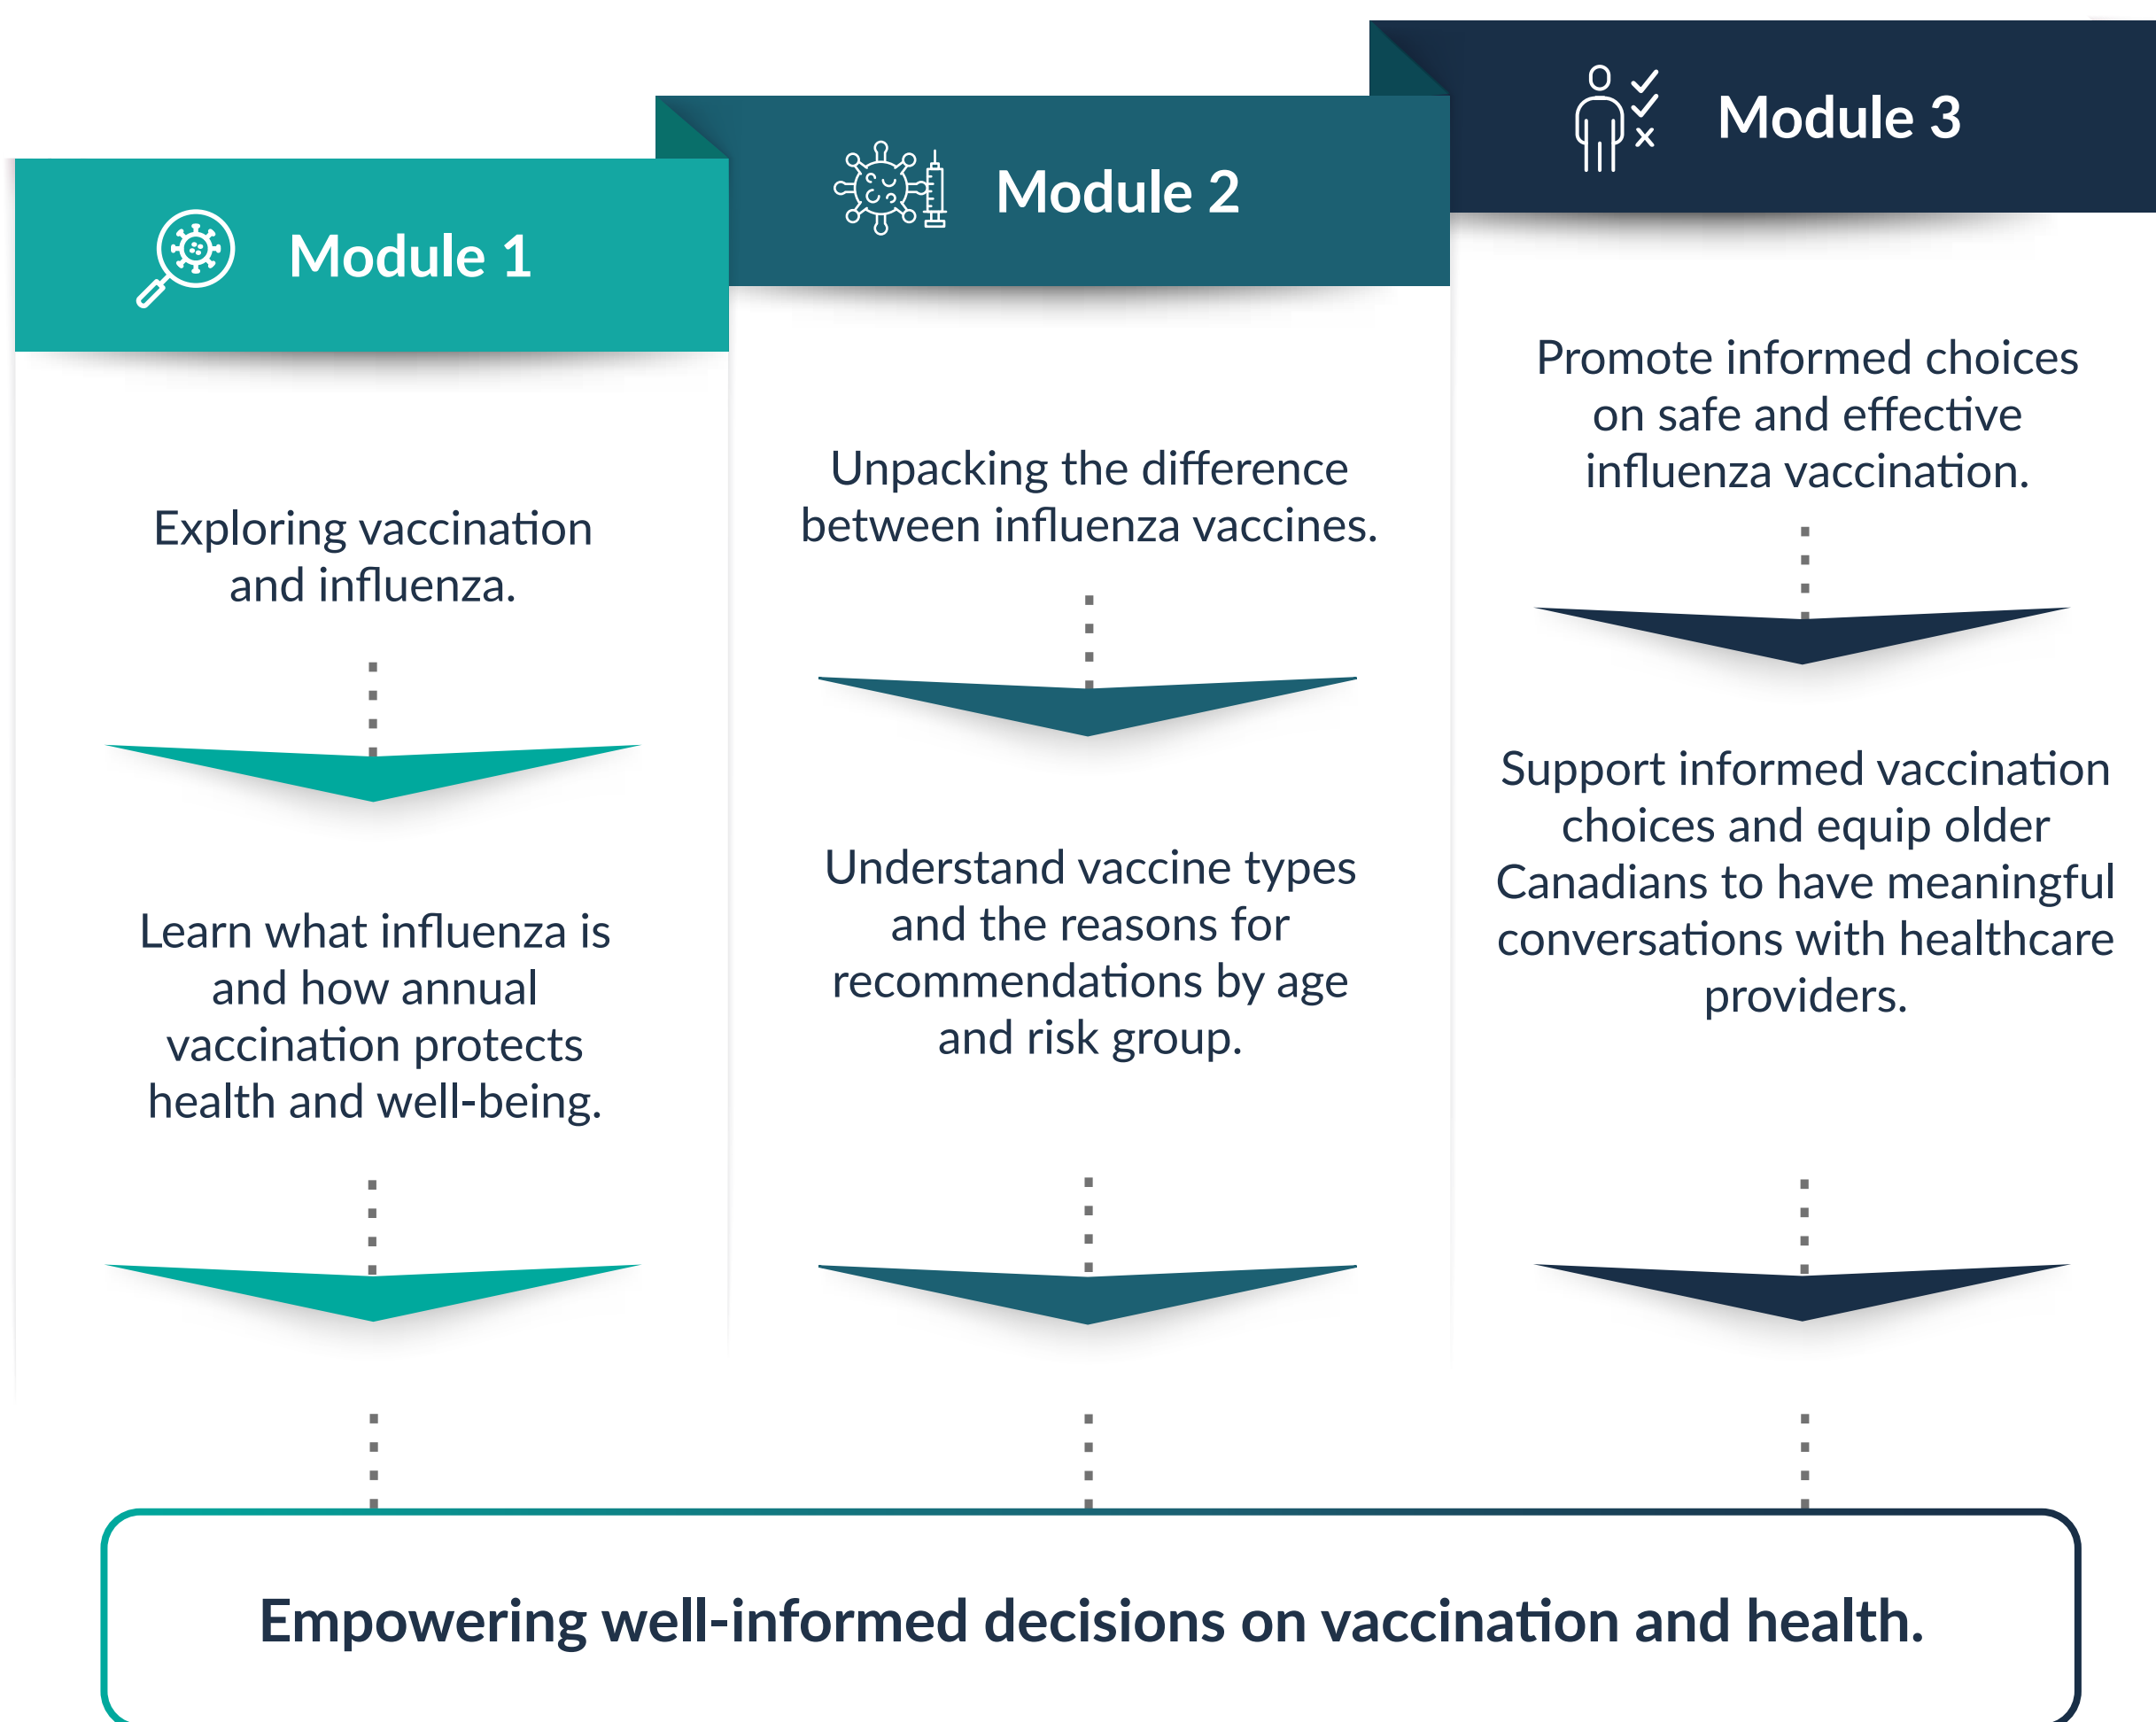 Module 1
Exploring vaccination
and influenza.
Learn what influenza is
and how annual
vaccination protects
health and well-being.
Module 2
Unpacking the difference
between influenza vaccines.
Understand vaccine types
and the reasons for
recommendations by age
and risk group.
Module 3
Promote informed choices
on safe and effective
influenza vaccination.
Support informed vaccination
choices and equip older
Canadians to have meaningful
conversations with healthcare
providers.
Empowering well-informed decisions on vaccination and health.